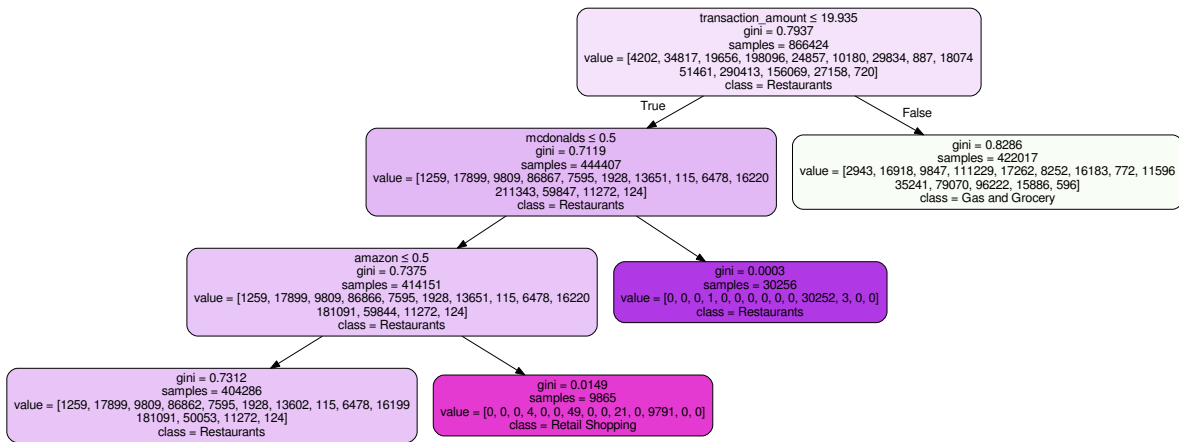 transaction_amount ≤ 19.935
gini = 0.7937
samples = 866424
value = [4202, 34817, 19656, 198096, 24857, 10180, 29834, 887, 18074
51461, 290413, 156069, 27158, 720]
class = Restaurants
True
False
mcdonalds ≤ 0.5
gini = 0.7119
samples = 444407
value = [1259, 17899, 9809, 86867, 7595, 1928, 13651, 115, 6478, 16220
211343, 59847, 11272, 124]
class = Restaurants
gini = 0.8286
samples = 422017
value = [2943, 16918, 9847, 111229, 17262, 8252, 16183, 772, 11596
35241, 79070, 96222, 15886, 596]
class = Gas and Grocery
amazon ≤ 0.5
gini = 0.7375
samples = 414151
value = [1259, 17899, 9809, 86866, 7595, 1928, 13651, 115, 6478, 16220
181091, 59844, 11272, 124]
class = Restaurants
gini = 0.0003
samples = 30256
value = [0, 0, 0, 1, 0, 0, 0, 0, 0, 0, 30252, 3, 0, 0]
class = Restaurants
gini = 0.7312
samples = 404286
value = [1259, 17899, 9809, 86862, 7595, 1928, 13602, 115, 6478, 16199
181091, 50053, 11272, 124]
class = Restaurants
gini = 0.0149
samples = 9865
value = [0, 0, 0, 4, 0, 0, 49, 0, 0, 21, 0, 9791, 0, 0]
class = Retail Shopping